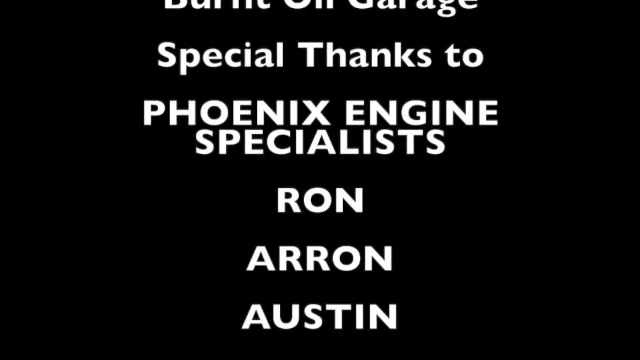 Burnt Oil Garage
Special Thanks to
PHOENIX ENGINE
SPECIALISTS
RON
ARRON
AUSTIN